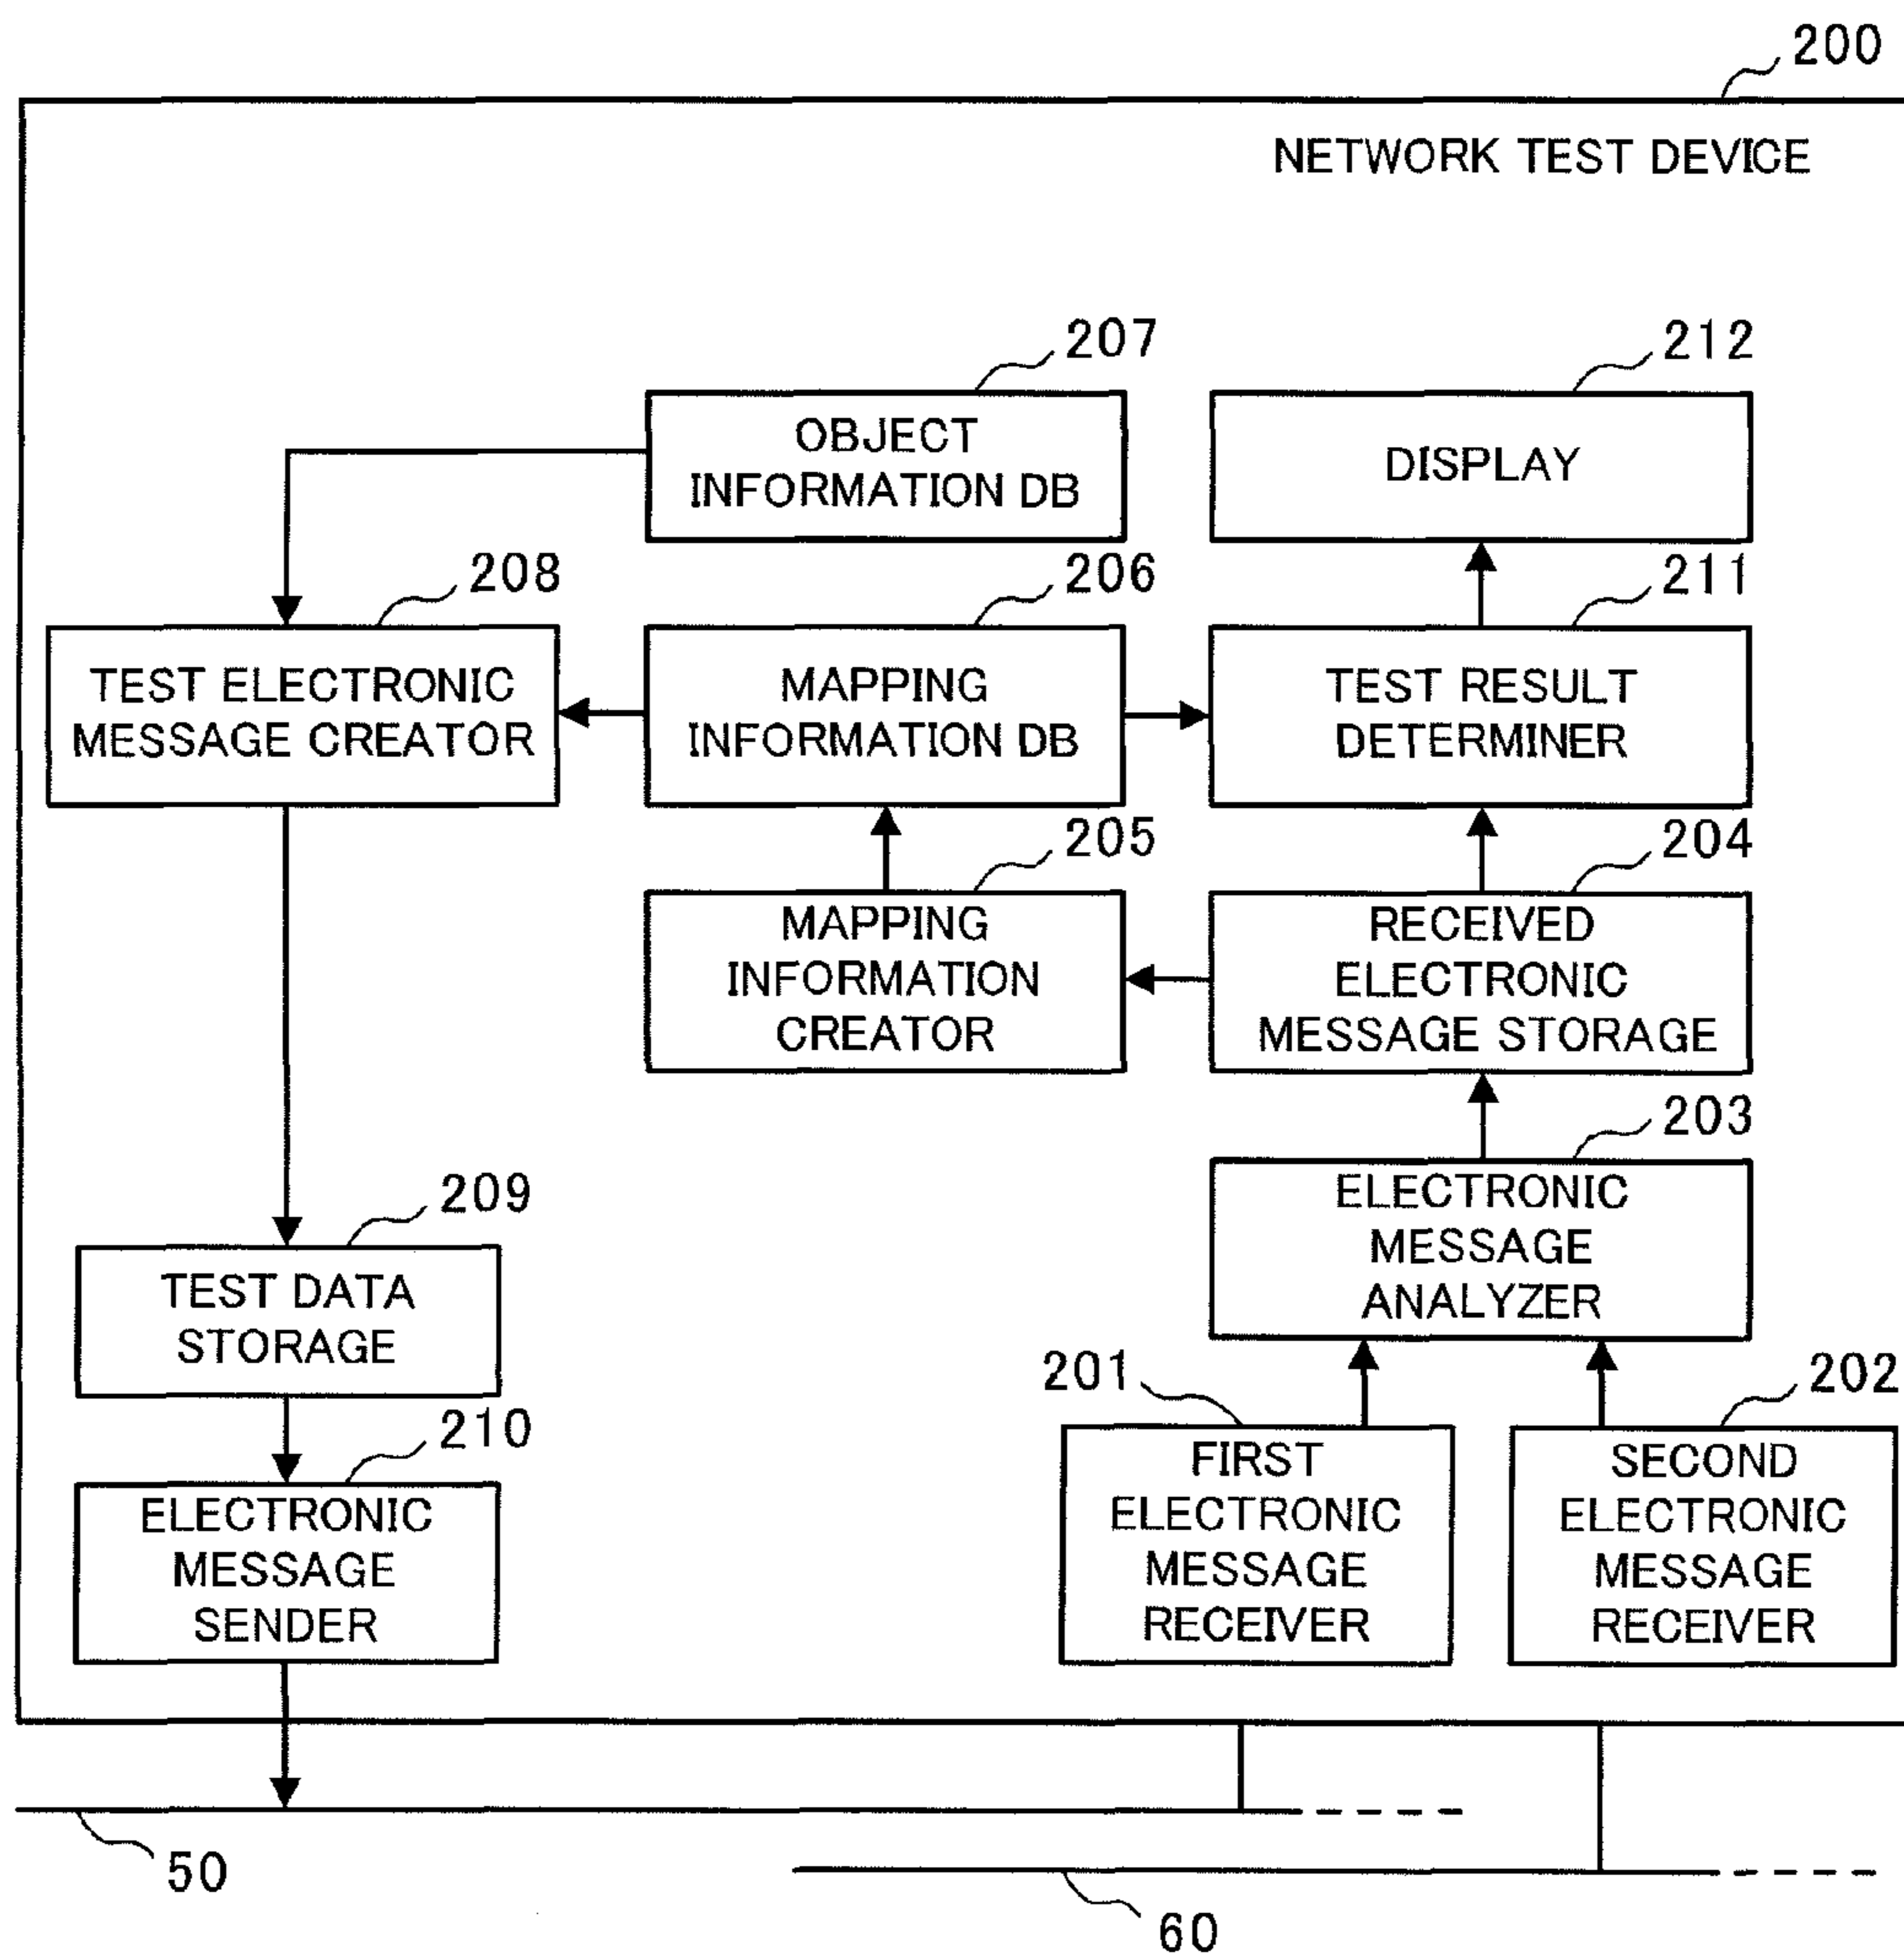 200
NETWORK TEST DEVICE
207
212
OBJECT
INFORMATION DB
DISPLAY
208
206
211
TEST ELECTRONIC
MESSAGE CREATOR
MAPPING
INFORMATION DB
TEST RESULT
DETERMINER
205
204
MAPPING
INFORMATION
CREATOR
RECEIVED
ELECTRONIC
MESSAGE STORAGE
203
209
ELECTRONIC
MESSAGE
ANALYZER
TEST DATA
STORAGE
201
202
210
FIRST
ELECTRONIC
MESSAGE
RECEIVER
SECOND
ELECTRONIC
MESSAGE
RECEIVER
ELECTRONIC
MESSAGE
SENDER
50
60